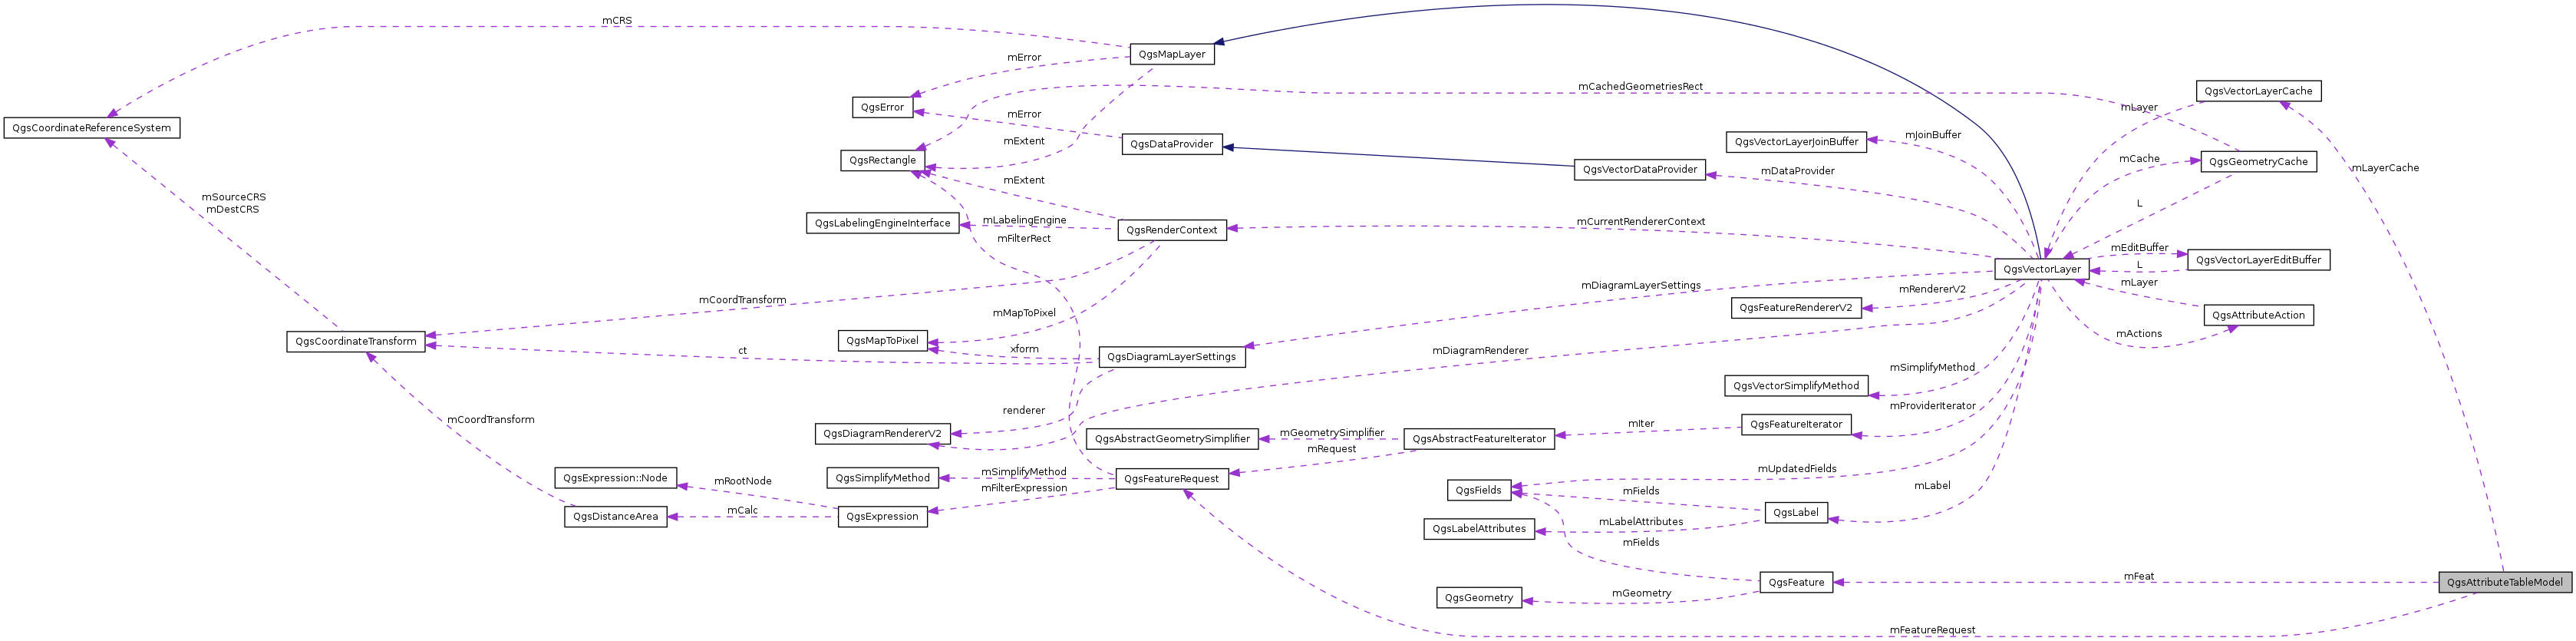 mCRS
QgsMapLayer
mError
mCachedGeometriesRect
QgsVectorLayerCache
QgsError
mLayer
mError
QgsCoordinateReferenceSystem
mJoinBuffer
mExtent
QgsDataProvider
QgsVectorLayerJoinBuffer
QgsRectangle
mCache
QgsGeometryCache
mLayerCache
QgsVectorDataProvider
mDataProvider
mExtent
mSourceCRS
mDestCRS
L
QgsLabelingEngineInterface
mLabelingEngine
mCurrentRendererContext
QgsRenderContext
mFilterRect
mEditBuffer
QgsVectorLayerEditBuffer
L
QgsVectorLayer
mLayer
mDiagramLayerSettings
mRendererV2
mCoordTransform
QgsFeatureRendererV2
mMapToPixel
QgsAttributeAction
mActions
QgsCoordinateTransform
QgsMapToPixel
xform
ct
mDiagramRenderer
QgsDiagramLayerSettings
mSimplifyMethod
QgsVectorSimplifyMethod
mProviderIterator
renderer
mCoordTransform
QgsDiagramRendererV2
QgsAbstractGeometrySimplifier
mGeometrySimplifier
QgsAbstractFeatureIterator
mIter
QgsFeatureIterator
mRequest
mUpdatedFields
QgsExpression::Node
mRootNode
QgsSimplifyMethod
mSimplifyMethod
QgsFeatureRequest
mFilterExpression
mLabel
QgsFields
mFields
QgsDistanceArea
mCalc
QgsExpression
QgsLabel
mLabelAttributes
QgsLabelAttributes
mFields
mFeat
QgsFeature
QgsAttributeTableModel
QgsGeometry
mGeometry
mFeatureRequest